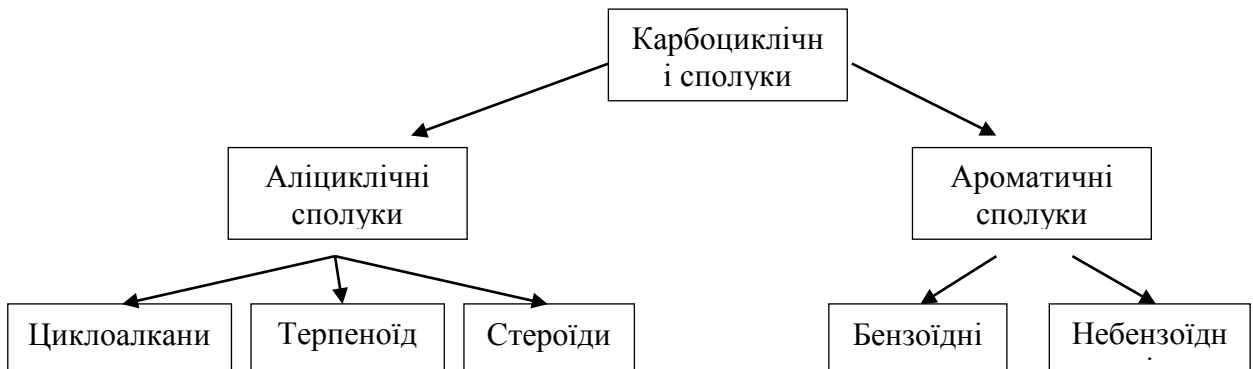 Карбоциклічн
і сполуки
Аліциклічні
сполуки
Ароматичні
сполуки
Циклоалкани
Терпеноїд
Стероїди
Бензоїдні
Небензоїдн